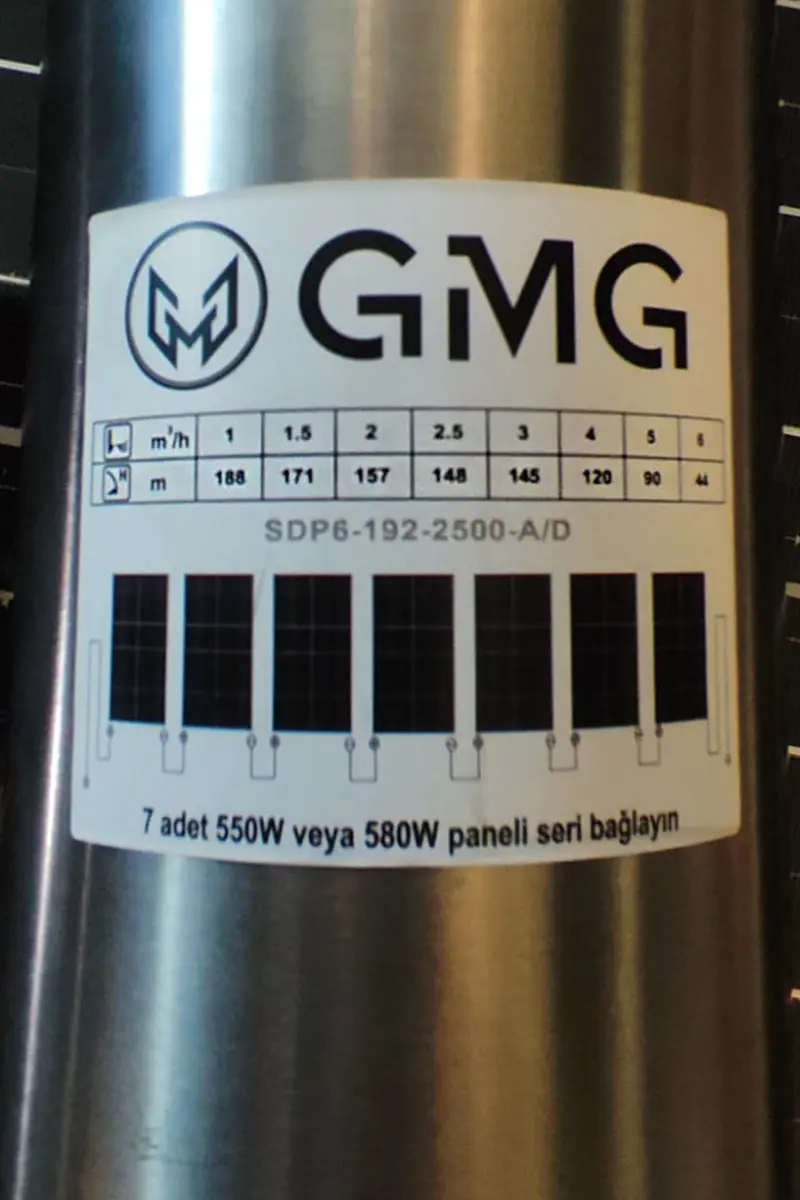 GMG
m³/h 1 1.5 2 2.5 3 4 5 6
H m 188 171 157 148 145 120 90 44
SDP6-192-2500-A/D
7 adet 550W veya 580W paneli seri bağlayın